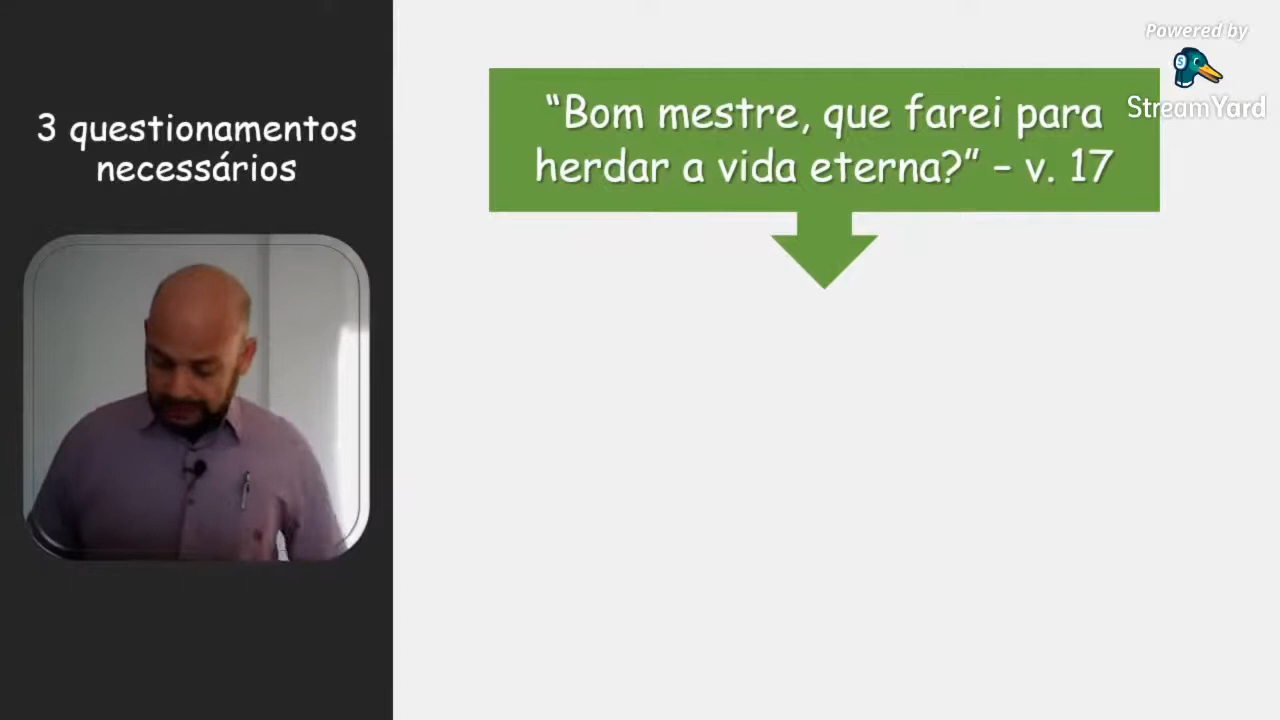 3 questionamentos
necessários
“Bom mestre, que farei para
herdar a vida eterna?” – v. 17
Powered by
S
StreamYard